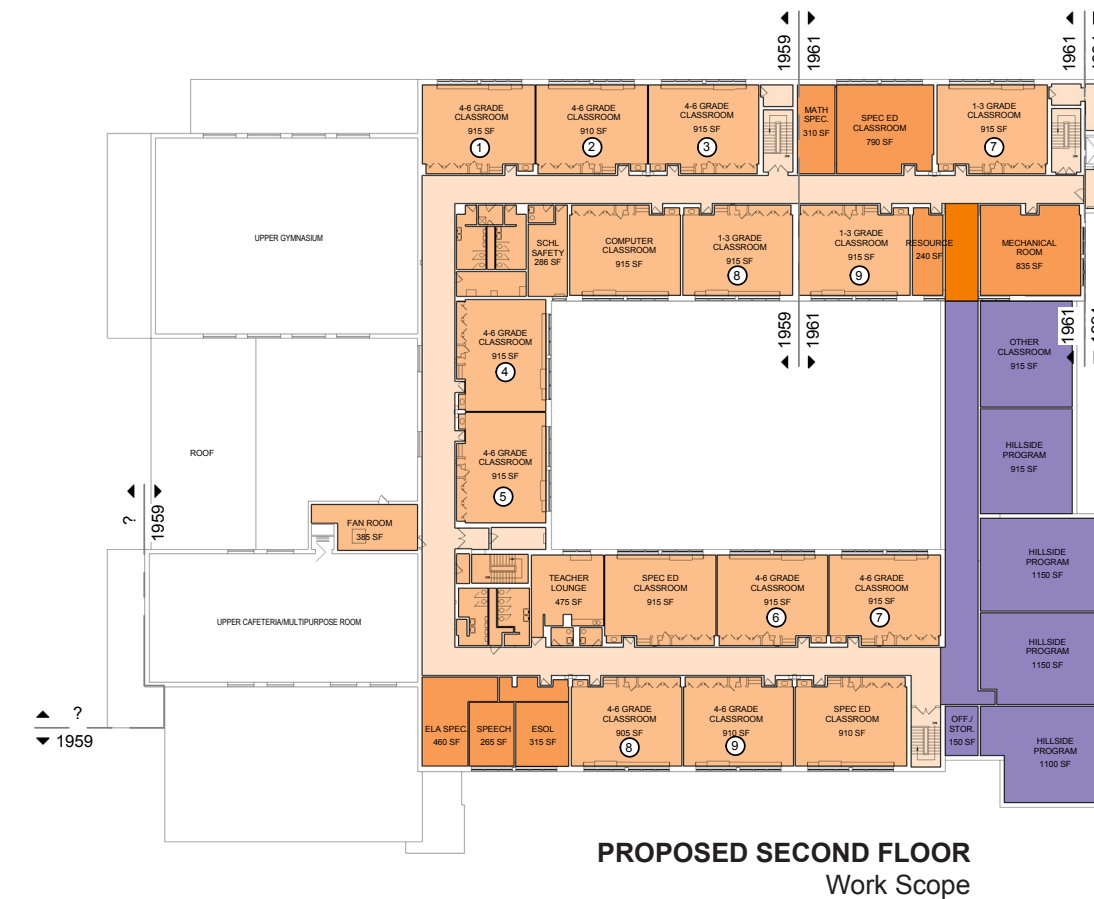 1959
1961
1961
4-6 GRADE
CLASSROOM
915 SF
1
4-6 GRADE
CLASSROOM
910 SF
2
4-6 GRADE
CLASSROOM
915 SF
3
MATH
SPEC.
310 SF
SPEC ED
CLASSROOM
790 SF
1-3 GRADE
CLASSROOM
915 SF
7
UPPER GYMNASIUM
SCHL
SAFETY
286 SF
COMPUTER
CLASSROOM
915 SF
1-3 GRADE
CLASSROOM
915 SF
8
1-3 GRADE
CLASSROOM
915 SF
9
RESOURCE
240 SF
MECHANICAL
ROOM
835 SF
1959
1961
1961
4-6 GRADE
CLASSROOM
915 SF
4
OTHER
CLASSROOM
915 SF
4-6 GRADE
CLASSROOM
915 SF
5
HILLSIDE
PROGRAM
915 SF
ROOF
?
1959
FAN ROOM
385 SF
HILLSIDE
PROGRAM
1150 SF
TEACHER
LOUNGE
475 SF
SPEC ED
CLASSROOM
915 SF
4-6 GRADE
CLASSROOM
915 SF
6
4-6 GRADE
CLASSROOM
915 SF
7
UPPER CAFETERIA/MULTIPURPOSE ROOM
HILLSIDE
PROGRAM
1150 SF
?
1959
ELA SPEC
460 SF
SPEECH
265 SF
ESOL
315 SF
4-6 GRADE
CLASSROOM
905 SF
8
4-6 GRADE
CLASSROOM
910 SF
9
SPEC ED
CLASSROOM
910 SF
OFF./
STOR.
150 SF
HILLSIDE
PROGRAM
1100 SF
PROPOSED SECOND FLOOR
Work Scope